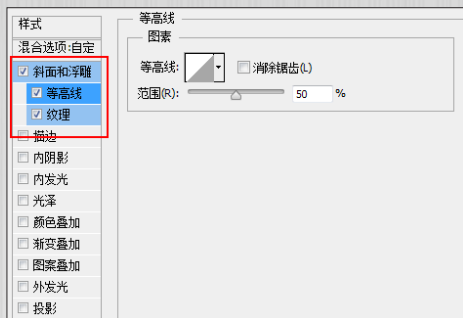 样式
混合选项:自定
斜面和浮雕
等高线
纹理
描边
内阴影
内发光
光泽
颜色叠加
渐变叠加
图案叠加
外发光
投影
等高线
图素
等高线: 消除锯齿(L)
范围(R): 50 %